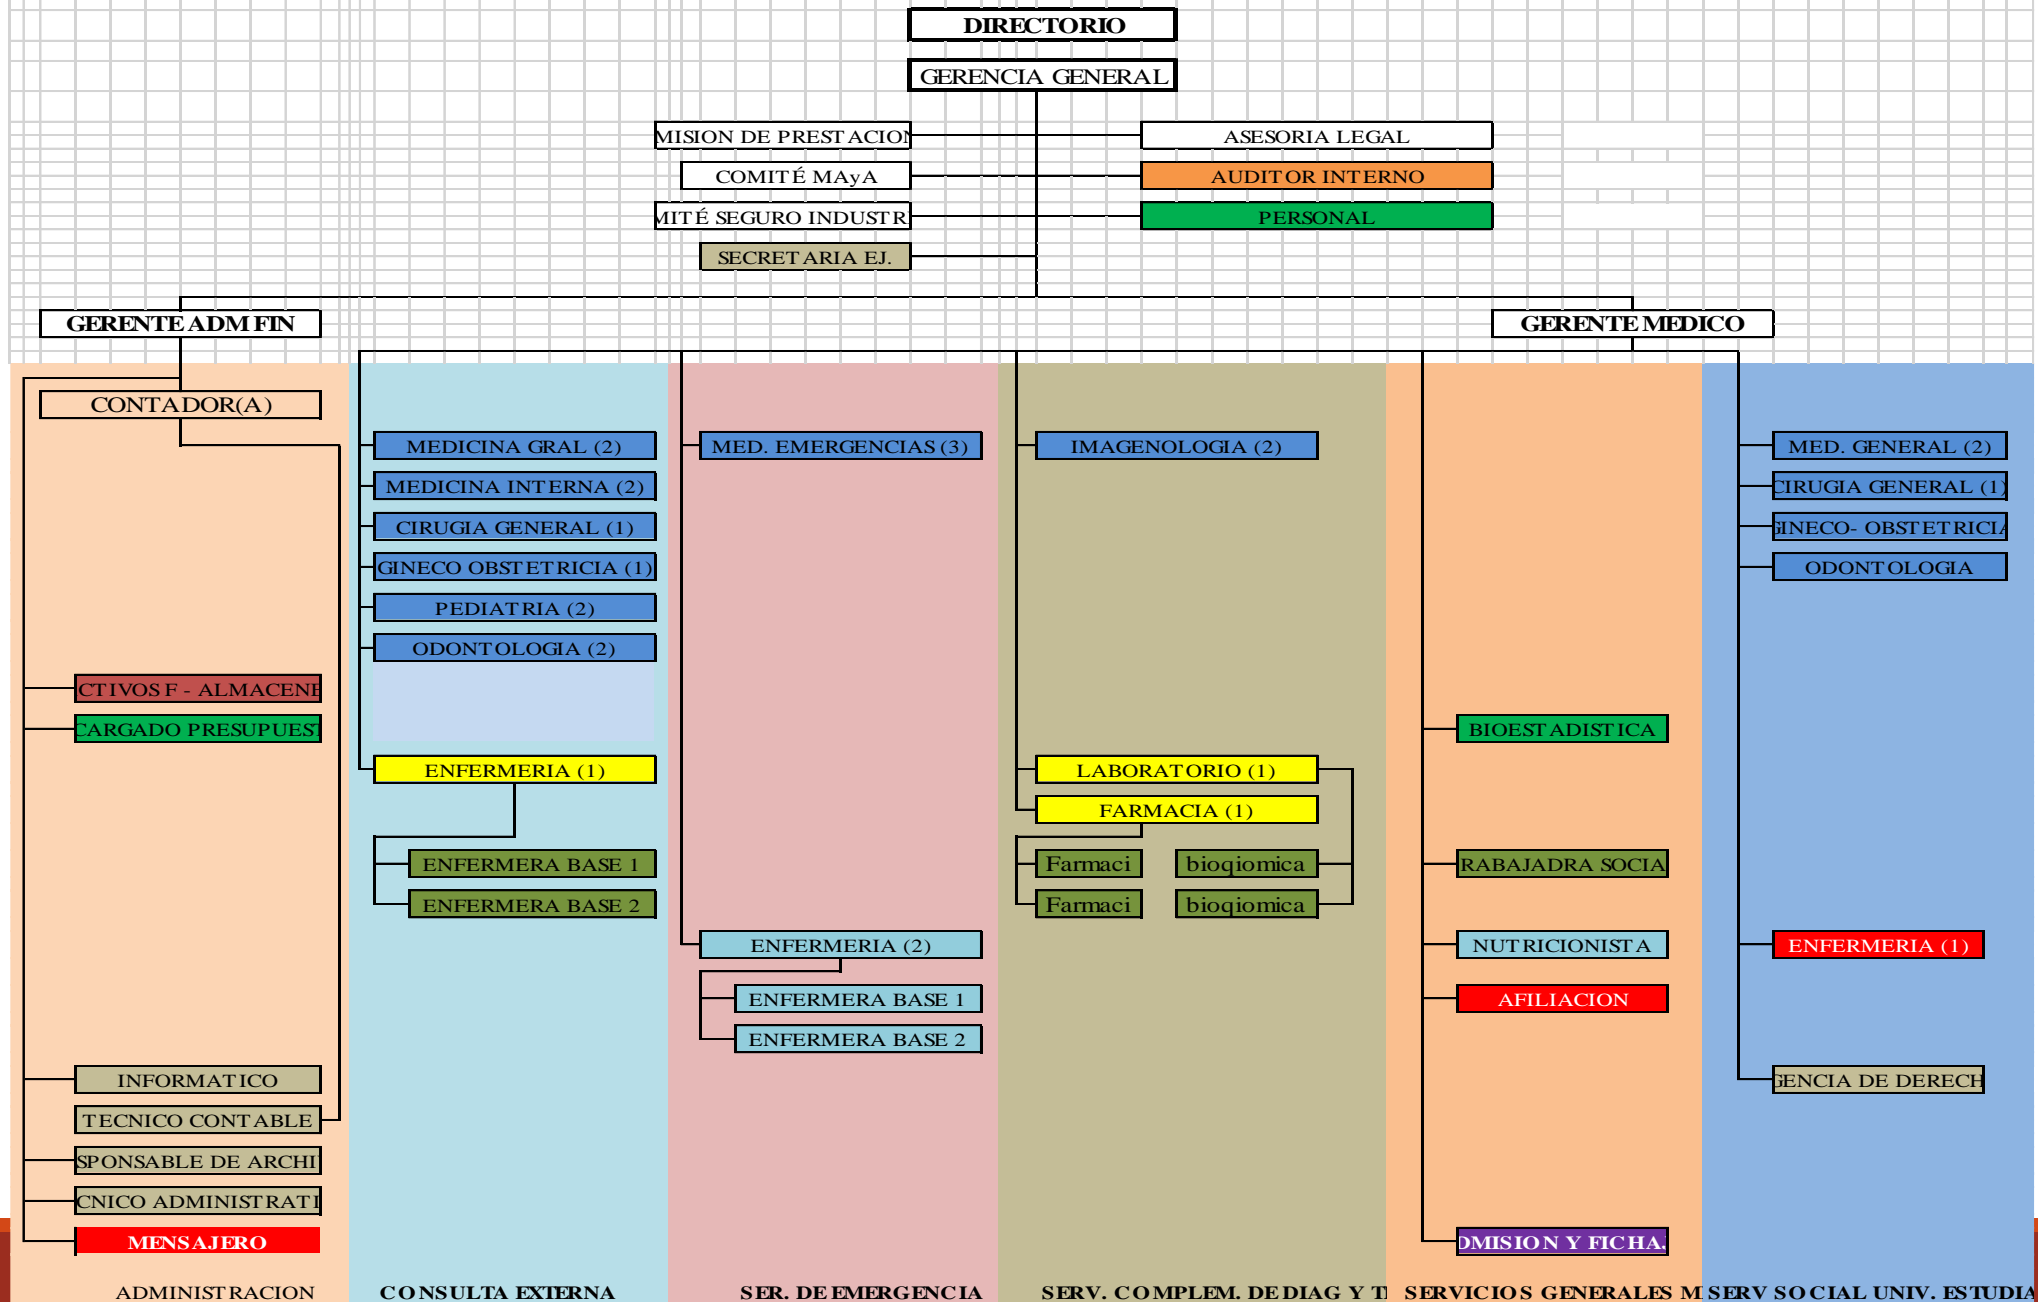 DIRECTORIO
GERENCIA GENERAL
MISION DE PRESTACION
ASESORIA LEGAL
COMITÉ MAyA
AUDITOR INTERNO
MITÉ SEGURO INDUSTR
PERSONAL
SECRETARIA EJ.
GERENTE ADM FIN
GERENTE MEDICO
CONTADOR(A)
CTIVOS F - ALMACENE
CARGADO PRESUPUEST
INFORMATICO
TECNICO CONTABLE
SPONSABLE DE ARCHI
CNICO ADMINISTRATI
MENSAJERO
ADMINISTRACION
MEDICINA GRAL (2)
MEDICINA INTERNA (2)
CIRUGIA GENERAL (1)
GINECO OBSTETRICIA (1)
PEDIATRIA (2)
ODONTOLOGIA (2)
ENFERMERIA (1)
ENFERMERA BASE 1
ENFERMERA BASE 2
CONSULTA EXTERNA
MED. EMERGENCIAS (3)
ENFERMERIA (2)
ENFERMERA BASE 1
ENFERMERA BASE 2
SER. DE EMERGENCIA
IMAGENOLOGIA (2)
LABORATORIO (1)
FARMACIA (1)
Farmaci
bioqiomica
Farmaci
bioqiomica
SERV. COMPLEM. DE DIAG Y T
BIOESTADISTICA
RABAJADRA SOCIA
NUTRICIONISTA
AFILIACION
DMISION Y FICHA
SERVICIOS GENERALES M
MED. GENERAL (2)
CIRUGIA GENERAL (1)
GINECO- OBSTETRICIA
ODONTOLOGIA
ENFERMERIA (1)
GENCIA DE DERECH
SERV SOCIAL UNIV. ESTUDIA